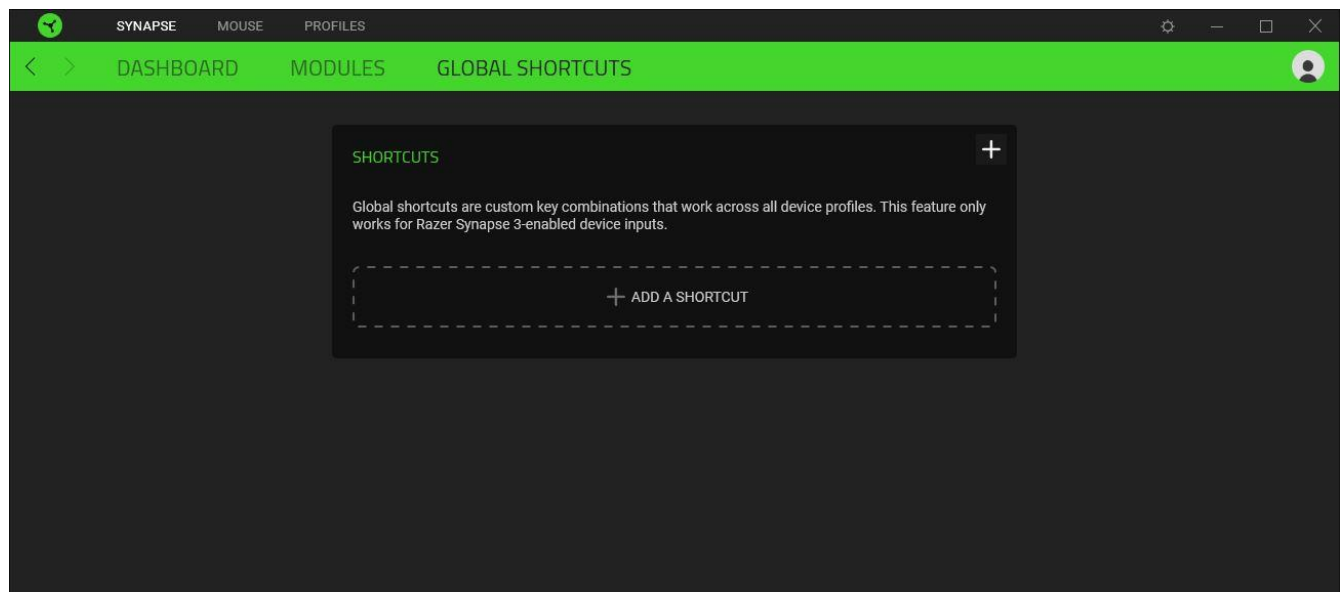 SYNAPSE MOUSE PROFILES
DASHBOARD MODULES GLOBAL SHORTCUTS
SHORTCUTS
Global shortcuts are custom key combinations that work across all device profiles. This feature only
works for Razer Synapse 3-enabled device inputs.
ADD A SHORTCUT